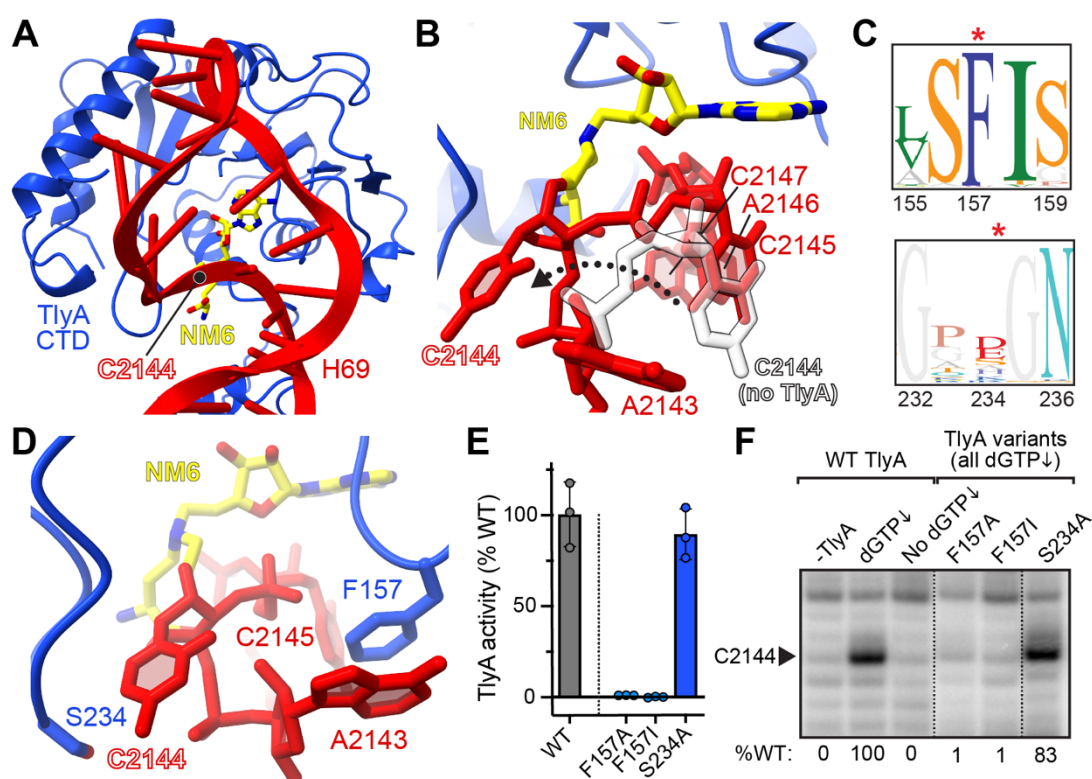 A
TlyA
CTD
NM6
C2144
H69
B
NM6
C2147
A2146
C2145
C2144
C2144
(no TlyA)
A2143
C
*
SFIS
155 157 159
*
G GN
232 234 236
D
NM6
F157
C2145
S234
C2144
A2143
E
TlyA activity (% WT)
100
50
0
WT
F157A
F157I
S234A
F
TlyA variants
WT TlyA (all dGTP↓)
-TlyA
dGTP↓
No dGTP↓
F157A
F157I
S234A
C2144
%WT: 0 100 0 1 1 83